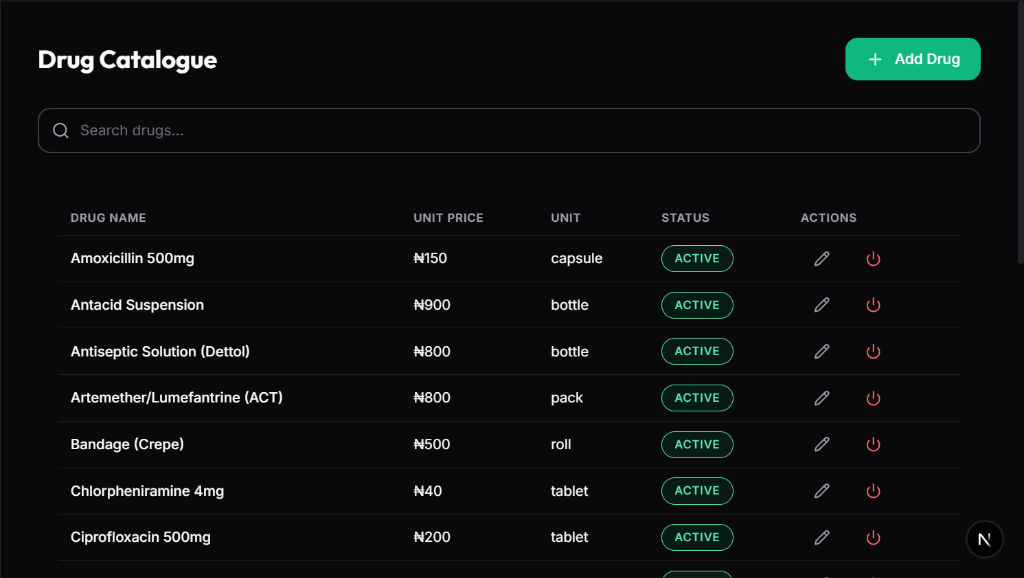 Drug Catalogue
+ Add Drug
Search drugs...
DRUG NAME UNIT PRICE UNIT STATUS ACTIONS
Amoxicillin 500mg ₦150 capsule ACTIVE
Antacid Suspension ₦900 bottle ACTIVE
Antiseptic Solution (Dettol) ₦800 bottle ACTIVE
Artemether/Lumefantrine (ACT) ₦800 pack ACTIVE
Bandage (Crepe) ₦500 roll ACTIVE
Chlorpheniramine 4mg ₦40 tablet ACTIVE
Ciprofloxacin 500mg ₦200 tablet ACTIVE
N